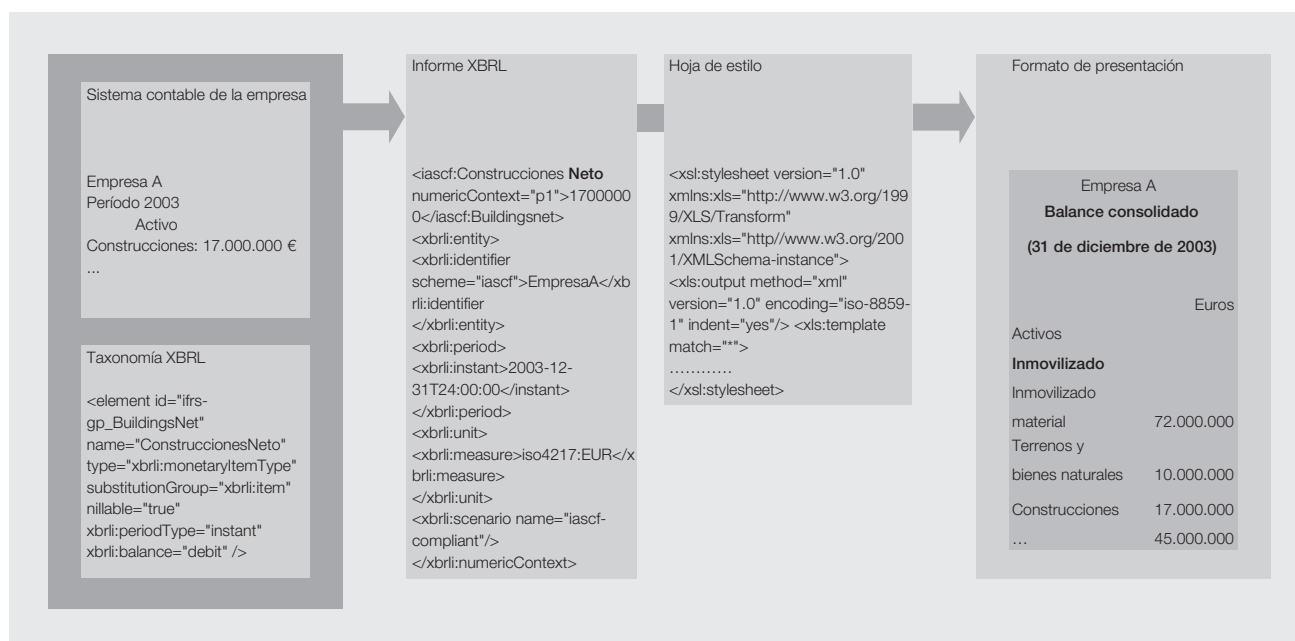 Sistema contable de la empresa
Empresa A
Período 2003
Activo
Construcciones: 17.000.000 €
...
Taxonomía XBRL
<element id="ifrs-
gp_BuildingsNet"
name="ConstruccionesNeto"
type="xbrli:monetaryItemType"
substitutionGroup="xbrli:item"
nillable="true"
xbrli:periodType="instant"
xbrli:balance="debit" />
Informe XBRL
<iascf:Construcciones Neto
numericContext="p1">1700000
0</iascf:Buildingsnet>
<xbrli:entity>
<xbrli:identifier
scheme="iascf">EmpresaA</xb
rli:identifier
</xbrli:entity>
<xbrli:period>
<xbrli:instant>2003-12-
31T24:00:00</instant>
</xbrli:period>
<xbrli:unit>
<xbrli:measure>iso4217:EUR</x
brli:measure>
</xbrli:unit>
<xbrli:scenario name="iascf-
compliant"/>
</xbrli:numericContext>
Hoja de estilo
<xsl:stylesheet version="1.0"
xmlns:xls="http://www.w3.org/199
9/XLS/Transform"
xmlns:xls="http//www.w3.org/200
1/XMLSchema-instance">
<xls:output method="xml"
version="1.0" encoding="iso-8859-
1" indent="yes"/> <xls:template
match="*">
............
</xsl:stylesheet>
Formato de presentación
Empresa A
Balance consolidado
(31 de diciembre de 2003)
Euros
Activos
Inmovilizado
Inmovilizado
material 72.000.000
Terrenos y
bienes naturales 10.000.000
Construcciones 17.000.000
... 45.000.000